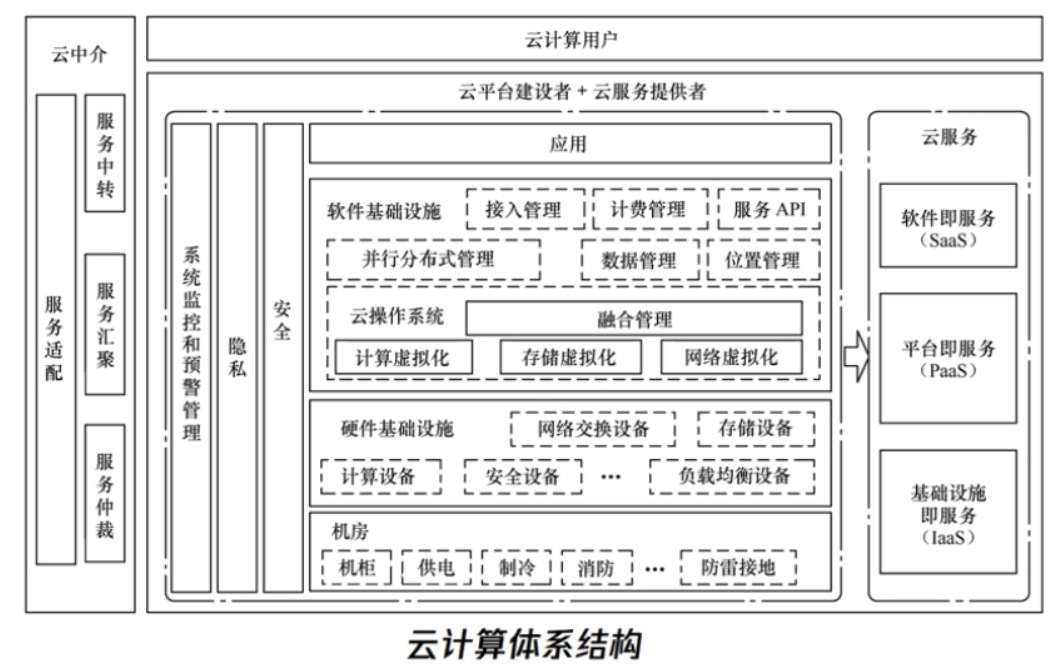 云中介
服务适配
服务中转
服务汇聚
服务仲裁
云计算用户
云平台建设者 + 云服务提供者
系统监控和预警管理
隐私
安全
应用
软件基础设施
接入管理
计费管理
服务 API
并行分布式管理
数据管理
位置管理
云操作系统
融合管理
计算虚拟化
存储虚拟化
网络虚拟化
硬件基础设施
网络交换设备
存储设备
计算设备
安全设备
···
负载均衡设备
机房
机柜
供电
制冷
消防
···
防雷接地
云服务
软件即服务
(SaaS)
平台即服务
(PaaS)
基础设施
即服务
(IaaS)
云计算体系结构